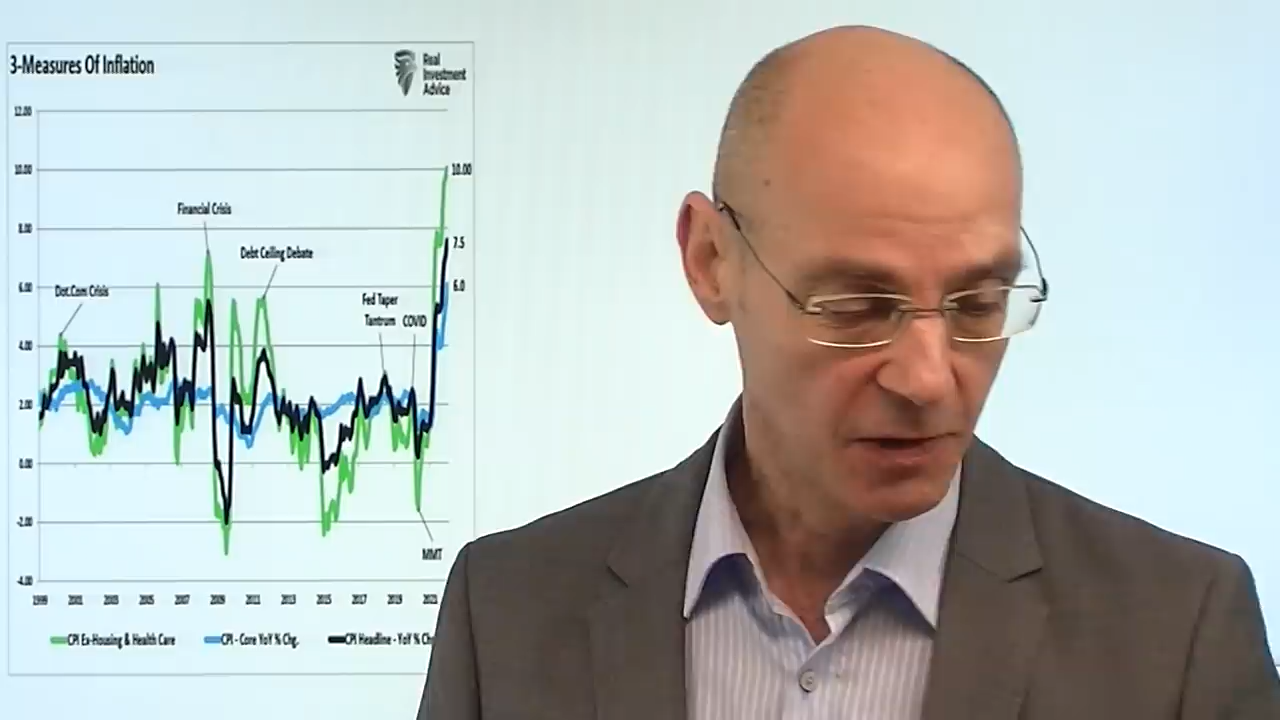 3-Measures Of Inflation
Real
Investment
Advice
12.00
10.00
10.00
Financial Crisis
8.00
7.5
Debt Ceiling Debate
6.00
6.0
Dot.Com Crisis
Fed Taper
Tantrum
COVID
4.00
2.00
0.00
-2.00
MMT
-4.00
1999 2001 2003 2005 2007 2009 2011 2013 2015 2017 2019 2021
CPI Ex-Housing & Health Care
CPI - Core YoY % Chg.
CPI Headline - YoY % Ch